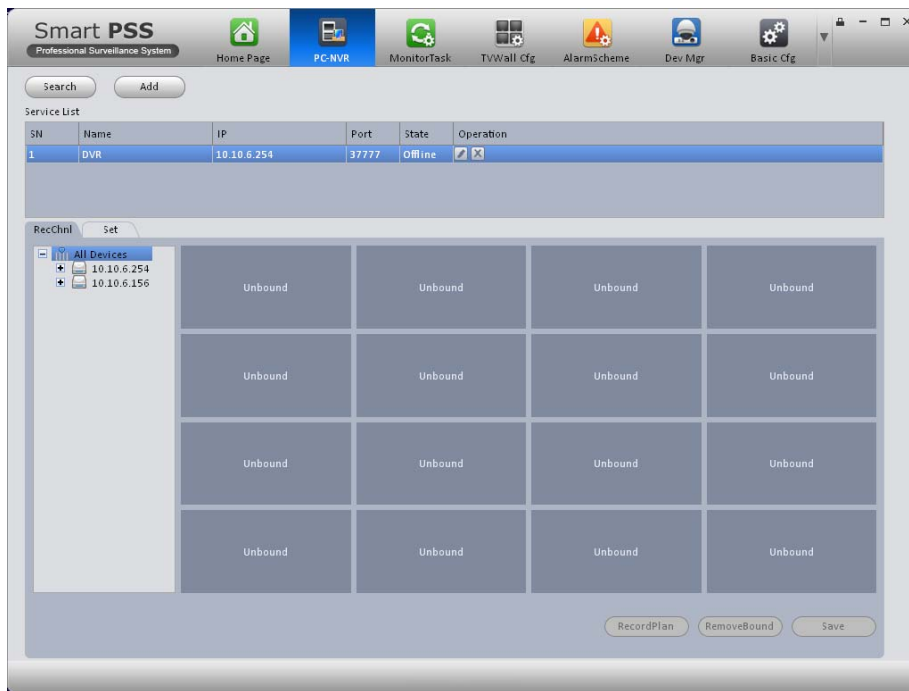 Smart PSS
Professional Surveillance System
Home Page
PC-NVR
MonitorTask
TVWall Cfg
AlarmScheme
Dev Mgr
Basic Cfg
Search Add
Service List
SN Name IP Port State Operation
1 DVR 10.10.6.254 37777 Offline
RecChnl Set
All Devices
10.10.6.254
10.10.6.156
Unbound Unbound Unbound Unbound
Unbound Unbound Unbound Unbound
Unbound Unbound Unbound Unbound
Unbound Unbound Unbound Unbound
RecordPlan RemoveBound Save